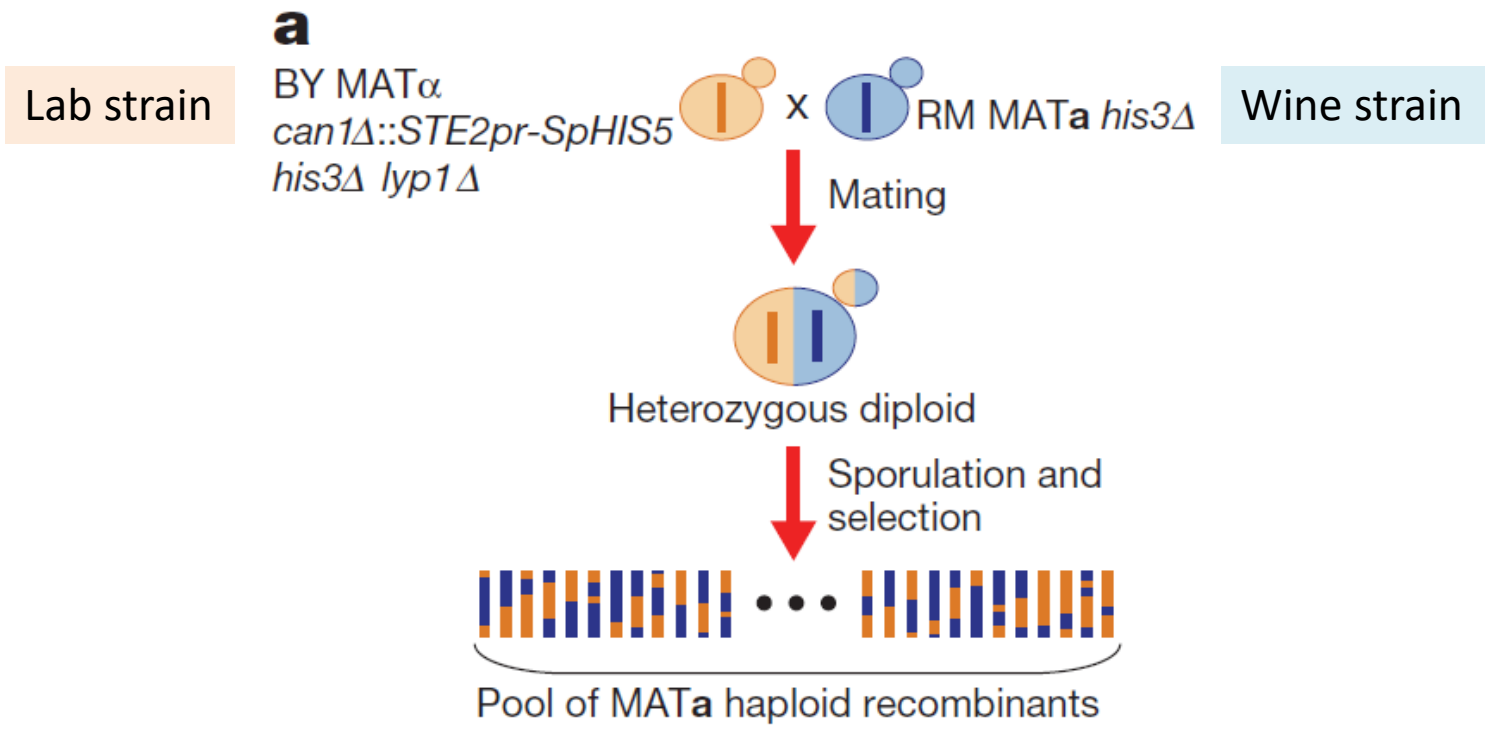 a
Lab strain
BY MATα
can1Δ::STE2pr-SpHIS5
his3Δ lyp1Δ
x
RM MATa his3Δ
Wine strain
Mating
Heterozygous diploid
Sporulation and
selection
Pool of MATa haploid recombinants